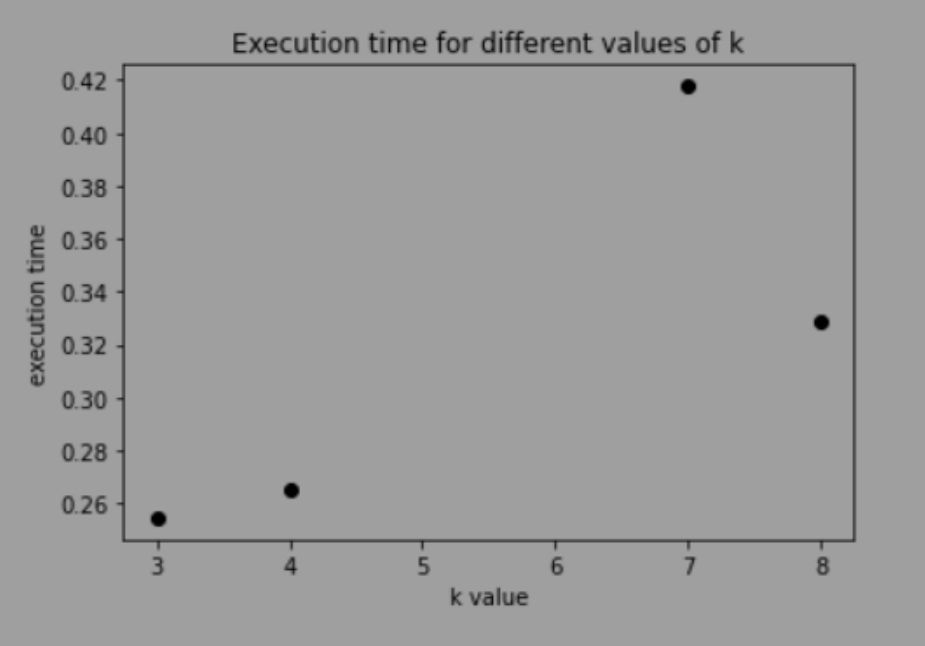 Execution time for different values of k
0.42
0.40
0.38
0.36
0.34
0.32
0.30
0.28
0.26
execution time
3 4 5 6 7 8
k value